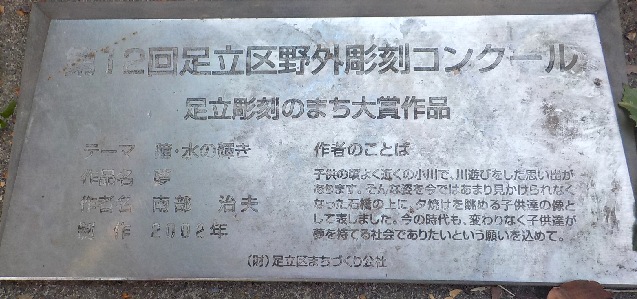 第12回足立区野外彫刻コンクール
足立彫刻のまち大賞作品
テーマ 緑・水の輝き
作品名 夢
作者名 南部 治夫
制作 2002年
作者のことば
子供の頃よく近くの小川で、川遊びをした思い出が
あります。そんな姿を今ではあまり見かけられなく
なった石橋の上に、夕焼けを眺める子供達の像と
して表しました。今の時代も、変わりなく子供達が
夢を持てる社会でありたいという願いを込めて。
(財)足立区まちづくり公社